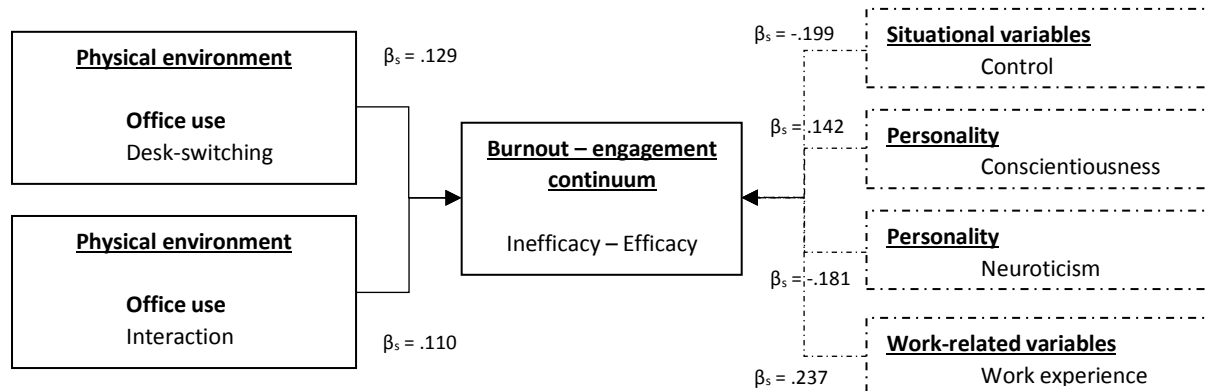 Physical environment
Office use
Desk-switching
βs = .129
Physical environment
Office use
Interaction
βs = .110
Burnout – engagement
continuum
Inefficacy – Efficacy
βs = -.199
Situational variables
Control
βs = .142
Personality
Conscientiousness
βs = -.181
Personality
Neuroticism
βs = .237
Work-related variables
Work experience